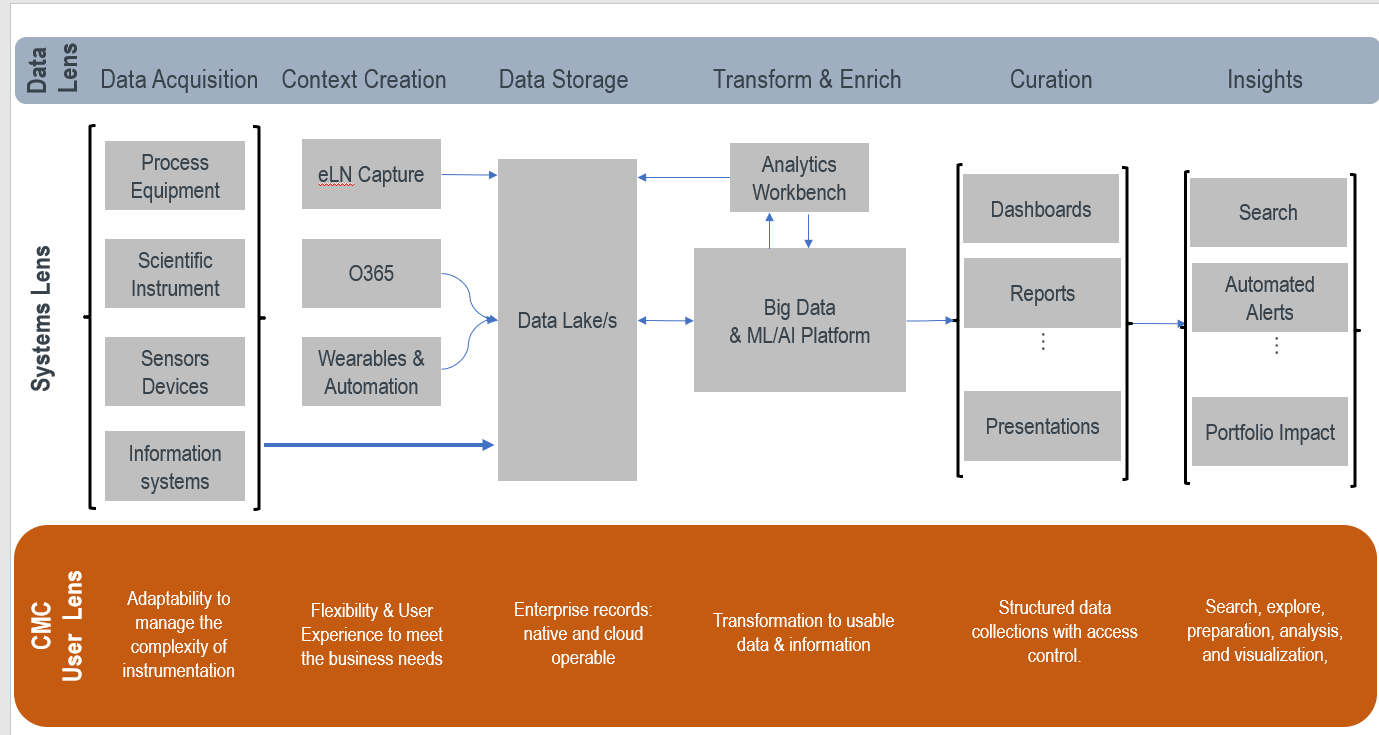 Data
Lens
Data Acquisition
Context Creation
Data Storage
Transform & Enrich
Curation
Insights
Systems Lens
Process
Equipment
Scientific
Instrument
Sensors
Devices
Information
systems
eLN Capture
O365
Wearables &
Automation
Data Lake/s
Analytics
Workbench
Big Data
& ML/AI Platform
Dashboards
Reports
⋮
Presentations
Search
Automated
Alerts
⋮
Portfolio Impact
CMC
User Lens
Adaptability to
manage the
complexity of
instrumentation
Flexibility & User
Experience to meet
the business needs
Enterprise records:
native and cloud
operable
Transformation to usable
data & information
Structured data
collections with access
control.
Search, explore,
preparation, analysis,
and visualization,